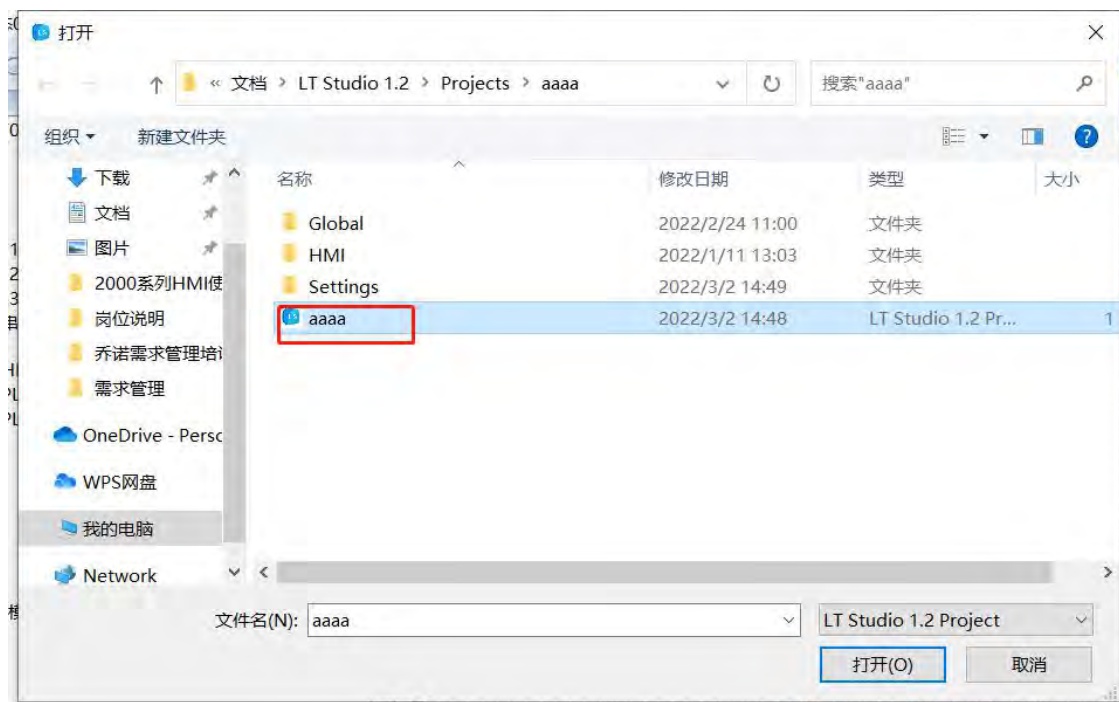 打开
« 文档 > LT Studio 1.2 > Projects > aaaa
搜索"aaaa"
组织 新建文件夹
下载
文档
图片
2000系列HMI使
岗位说明
乔诺需求管理培
需求管理
OneDrive - Persc
WPS网盘
我的电脑
Network
名称 修改日期 类型 大小
Global 2022/2/24 11:00 文件夹
HMI 2022/1/11 13:03 文件夹
Settings 2022/3/2 14:49 文件夹
aaaa 2022/3/2 14:48 LT Studio 1.2 Pr... 1
文件名(N): aaaa LT Studio 1.2 Project
打开(O) 取消